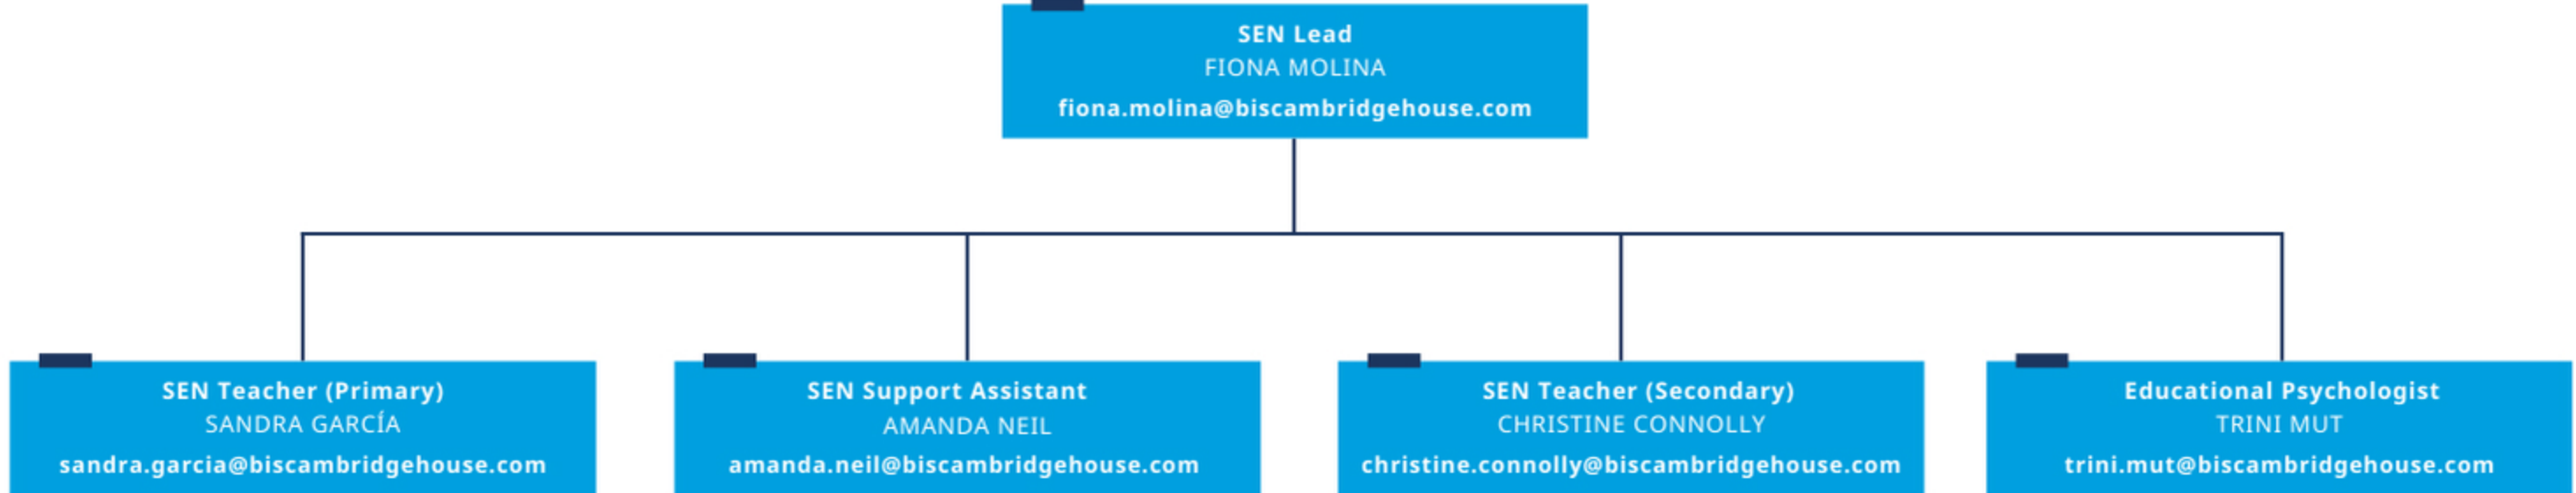 SEN Lead
FIONA MOLINA
fiona.molina@biscambridgehouse.com
SEN Teacher (Primary)
SANDRA GARCÍA
sandra.garcia@biscambridgehouse.com
SEN Support Assistant
AMANDA NEIL
amanda.neil@biscambridgehouse.com
SEN Teacher (Secondary)
CHRISTINE CONNOLLY
christine.connolly@biscambridgehouse.com
Educational Psychologist
TRINI MUT
trini.mut@biscambridgehouse.com